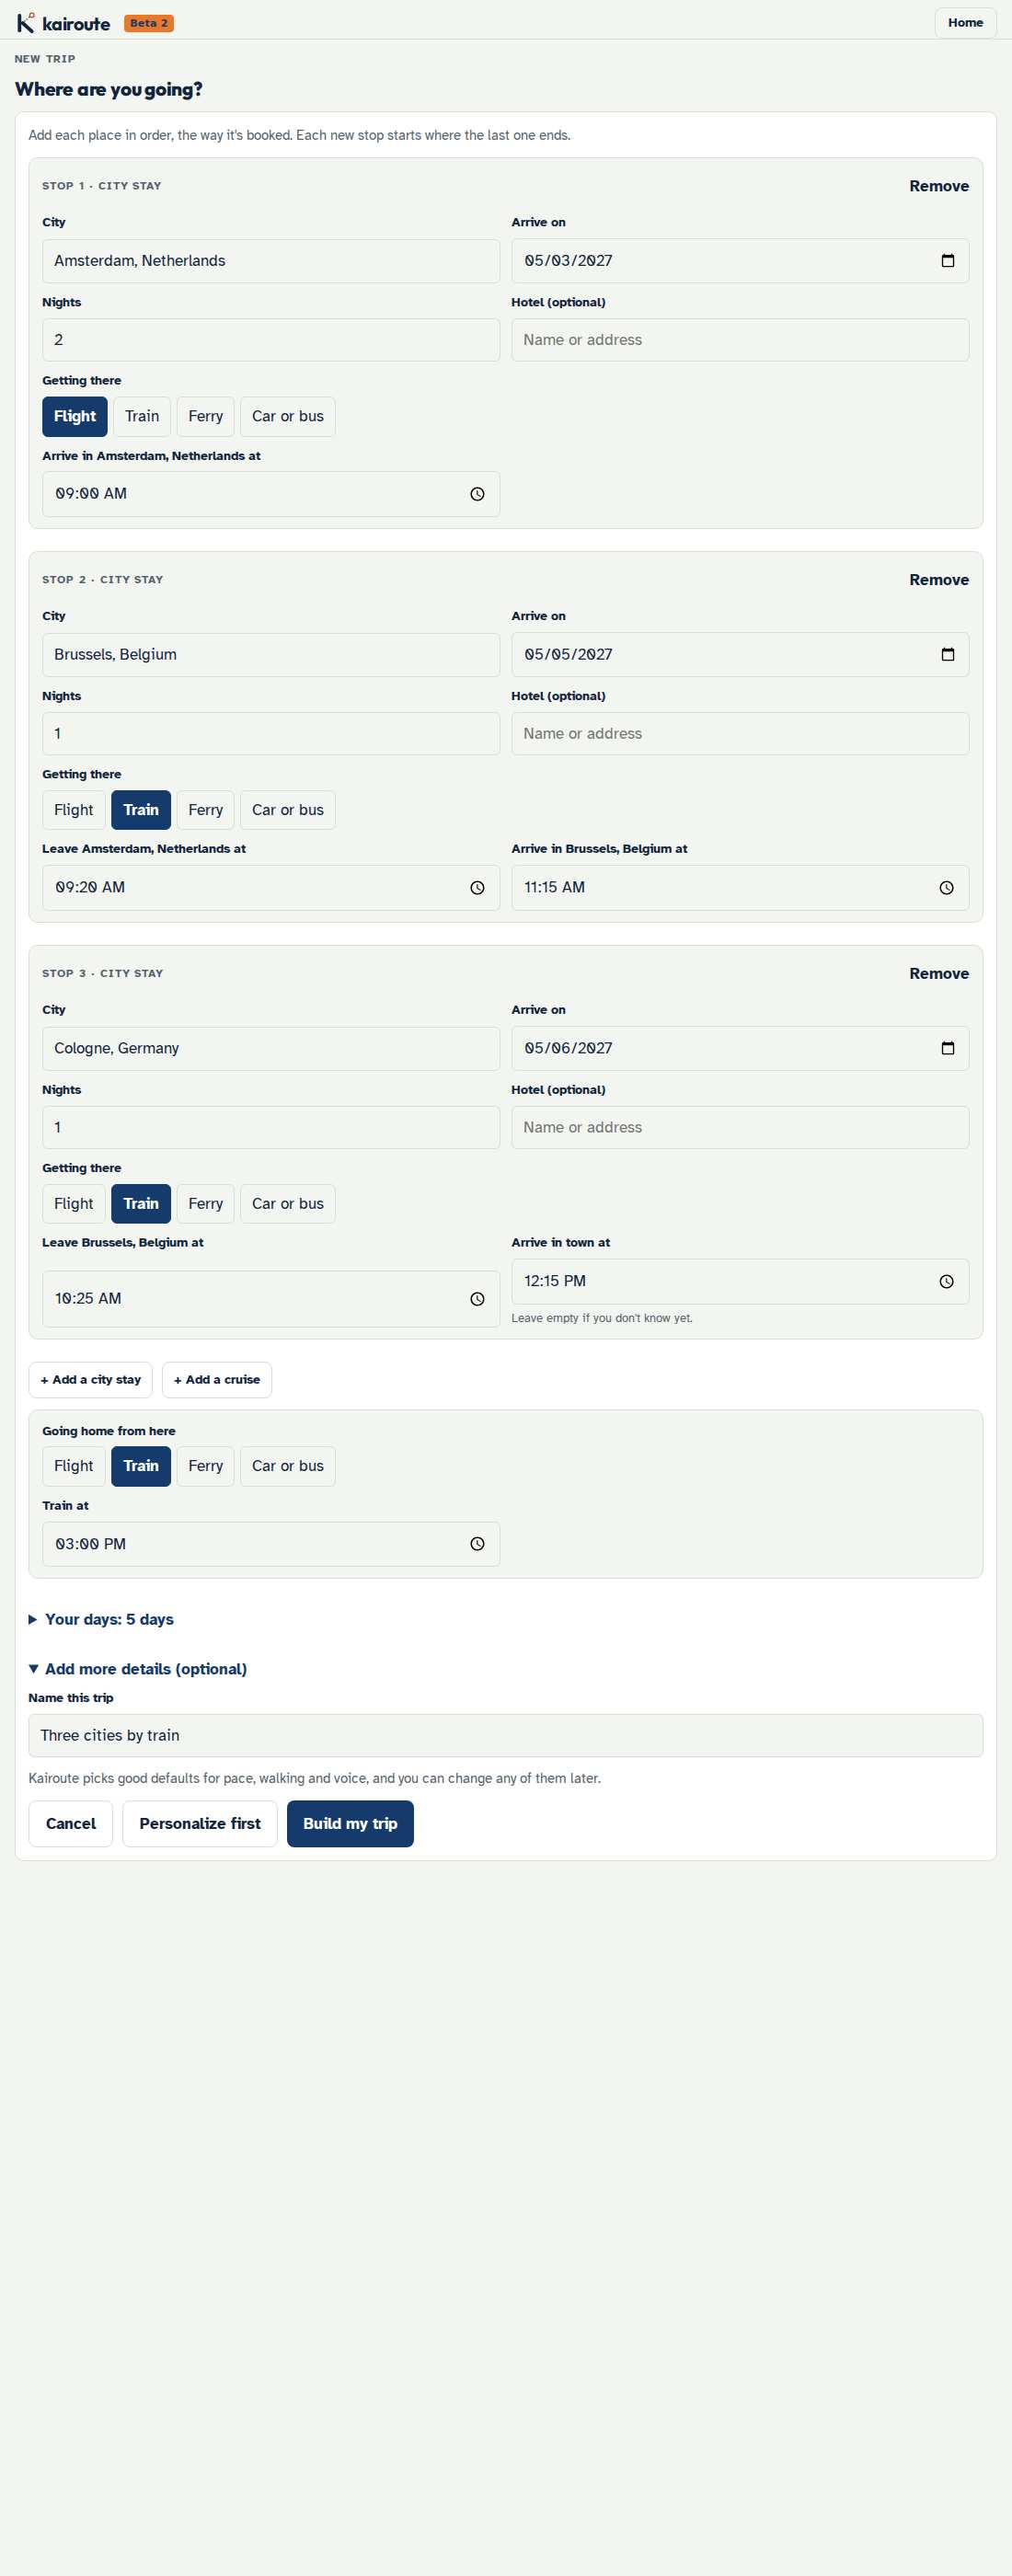 kairoute Beta 2 Home
NEW TRIP
Where are you going?
Add each place in order, the way it's booked. Each new stop starts where the last one ends.
STOP 1 · CITY STAY Remove
City Arrive on
Amsterdam, Netherlands 05/03/2027
Nights Hotel (optional)
2 Name or address
Getting there
Flight Train Ferry Car or bus
Arrive in Amsterdam, Netherlands at
09:00 AM
STOP 2 · CITY STAY Remove
City Arrive on
Brussels, Belgium 05/05/2027
Nights Hotel (optional)
1 Name or address
Getting there
Flight Train Ferry Car or bus
Leave Amsterdam, Netherlands at Arrive in Brussels, Belgium at
09:20 AM 11:15 AM
STOP 3 · CITY STAY Remove
City Arrive on
Cologne, Germany 05/06/2027
Nights Hotel (optional)
1 Name or address
Getting there
Flight Train Ferry Car or bus
Leave Brussels, Belgium at Arrive in town at
10:25 AM 12:15 PM
Leave empty if you don't know yet.
+ Add a city stay + Add a cruise
Going home from here
Flight Train Ferry Car or bus
Train at
03:00 PM
Your days: 5 days
Add more details (optional)
Name this trip
Three cities by train
Kairoute picks good defaults for pace, walking and voice, and you can change any of them later.
Cancel Personalize first Build my trip